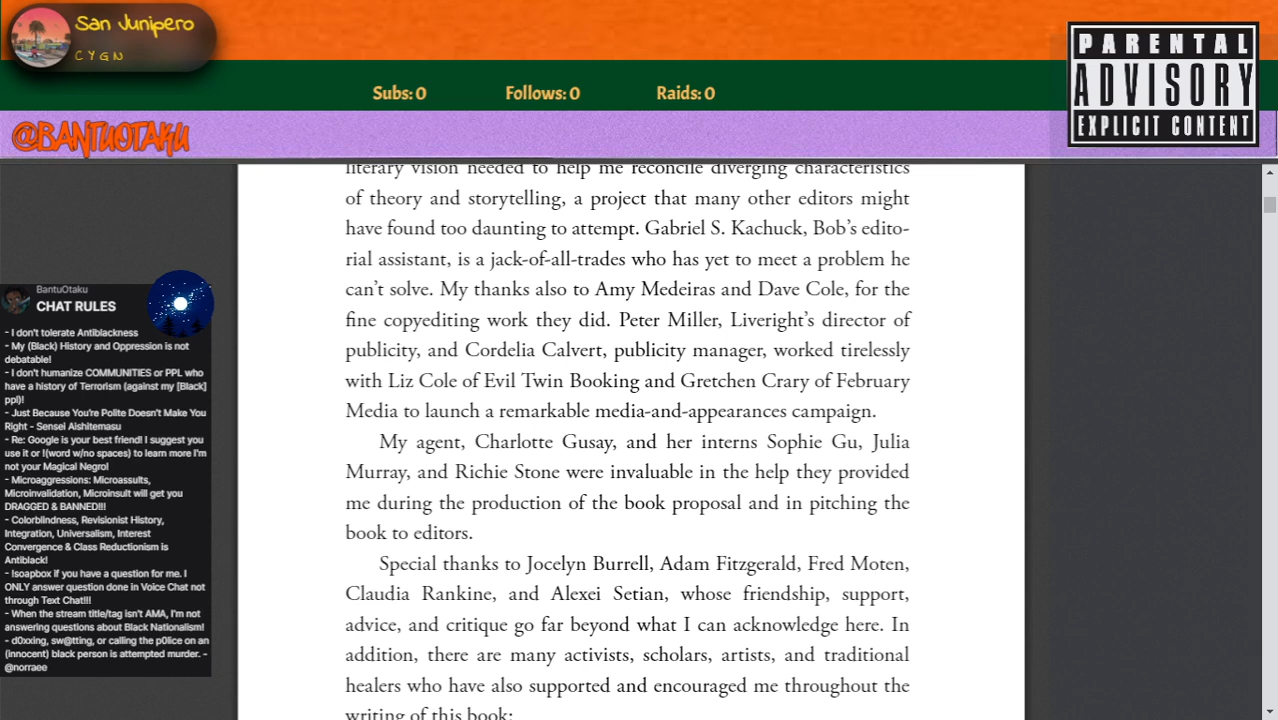 San Junipero
CYGN
PARENTAL
ADVISORY
EXPLICIT CONTENT
Subs: 0 Follows: 0 Raids: 0
@BANTUOTAKU
literary vision needed to help me reconcile diverging characteristics
of theory and storytelling, a project that many other editors might
have found too daunting to attempt. Gabriel S. Kachuck, Bob's edito-
rial assistant, is a jack-of-all-trades who has yet to meet a problem he
can't solve. My thanks also to Amy Medeiras and Dave Cole, for the
fine copyediting work they did. Peter Miller, Liveright's director of
publicity, and Cordelia Calvert, publicity manager, worked tirelessly
with Liz Cole of Evil Twin Booking and Gretchen Crary of February
Media to launch a remarkable media-and-appearances campaign.
My agent, Charlotte Gusay, and her interns Sophie Gu, Julia
Murray, and Richie Stone were invaluable in the help they provided
me during the production of the book proposal and in pitching the
book to editors.
Special thanks to Jocelyn Burrell, Adam Fitzgerald, Fred Moten,
Claudia Rankine, and Alexei Setian, whose friendship, support,
advice, and critique go far beyond what I can acknowledge here. In
addition, there are many activists, scholars, artists, and traditional
healers who have also supported and encouraged me throughout the
writing of this book:
BantuOtaku
CHAT RULES
- I don't tolerate Antiblackness
- My (Black) History and Oppression is not
debatable!
- I don't humanize COMMUNITIES or PPL who
have a history of Terrorism (against my [Black]
ppl)!
- Just Because You're Polite Doesn't Make You
Right - Sensei Aishitemasu
- Re: Google is your best friend! I suggest you
use it or !(word w/no spaces) to learn more I'm
not your Magical Negro!
- Microaggressions: Microassults,
Microinvalidation, Microinsult will get you
DRAGGED & BANNED!!!
- Colorblindness, Revisionist History,
Integration, Universalism, Interest
Convergence & Class Reductionism is
Antiblack!
- !soapbox if you have a question for me. I
ONLY answer question done in Voice Chat not
through Text Chat!!!
- When the stream title/tag isn't AMA, I'm not
answering questions about Black Nationalism!
- d0xxing, sw@tting, or calling the p0lice on an
(innocent) black person is attempted murder. -
@norraee